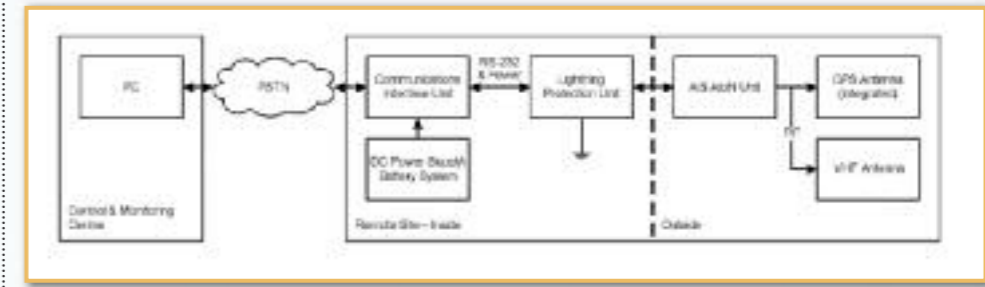 PC
PSTN
Communications
Interface Unit
RS-232
& Power
Lightning
Protection Unit
AIS AtoN Unit
GPS Antenna
(Integrated)
RF
VHF Antenna
DC Power Supply\
Battery System
Control & Monitoring
Centre
Remote Site – Inside
Outside